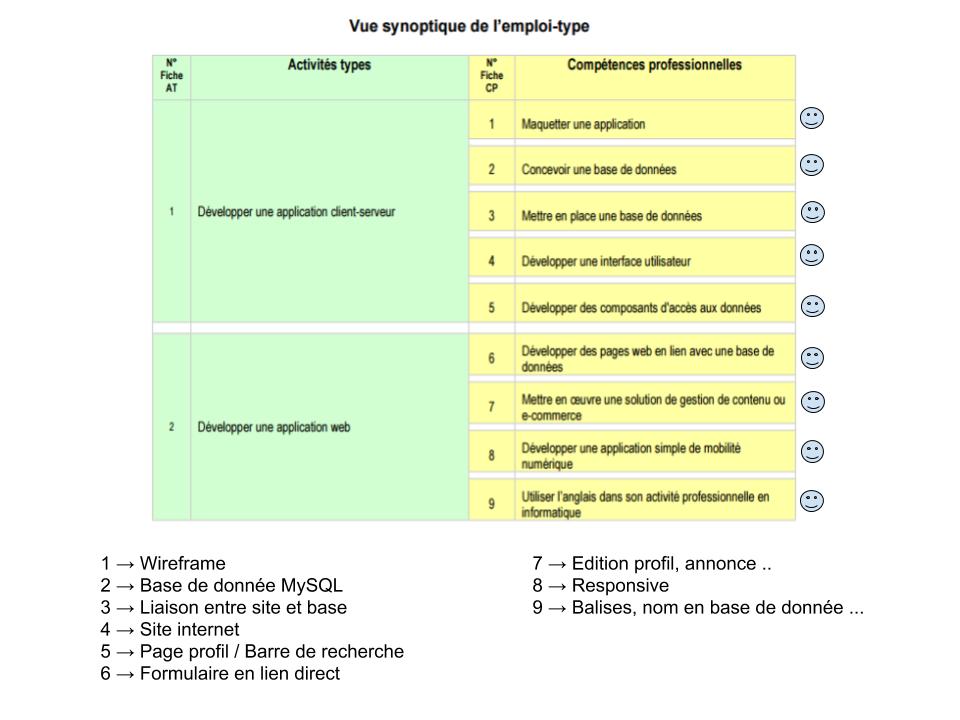 Vue synoptique de l'emploi-type
N°
Fiche
AT
Activités types
N°
Fiche
CP
Compétences professionnelles
1
Développer une application client-serveur
1
Maquetter une application
2
Concevoir une base de données
3
Mettre en place une base de données
4
Développer une interface utilisateur
5
Développer des composants d'accès aux données
2
Développer une application web
6
Développer des pages web en lien avec une base de
données
7
Mettre en œuvre une solution de gestion de contenu ou
e-commerce
8
Développer une application simple de mobilité
numérique
9
Utiliser l'anglais dans son activité professionnelle en
informatique
1 → Wireframe
2 → Base de donnée MySQL
3 → Liaison entre site et base
4 → Site internet
5 → Page profil / Barre de recherche
6 → Formulaire en lien direct
7 → Edition profil, annonce ..
8 → Responsive
9 → Balises, nom en base de donnée ...